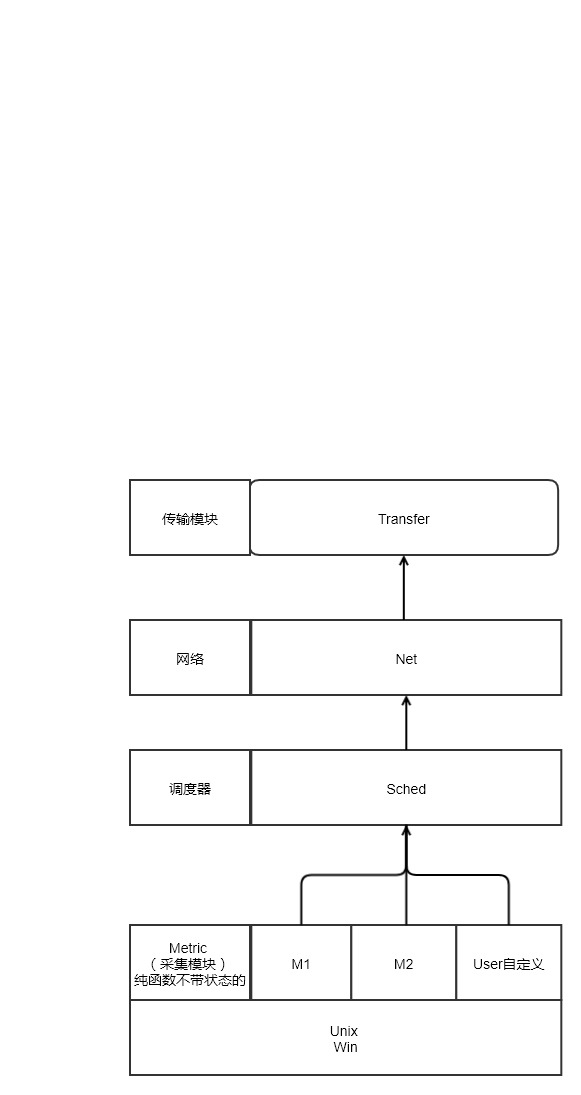 传输模块
Transfer
网络
Net
调度器
Sched
Metric
（采集模块）
纯函数不带状态的
M1
M2
User自定义
Unix
Win